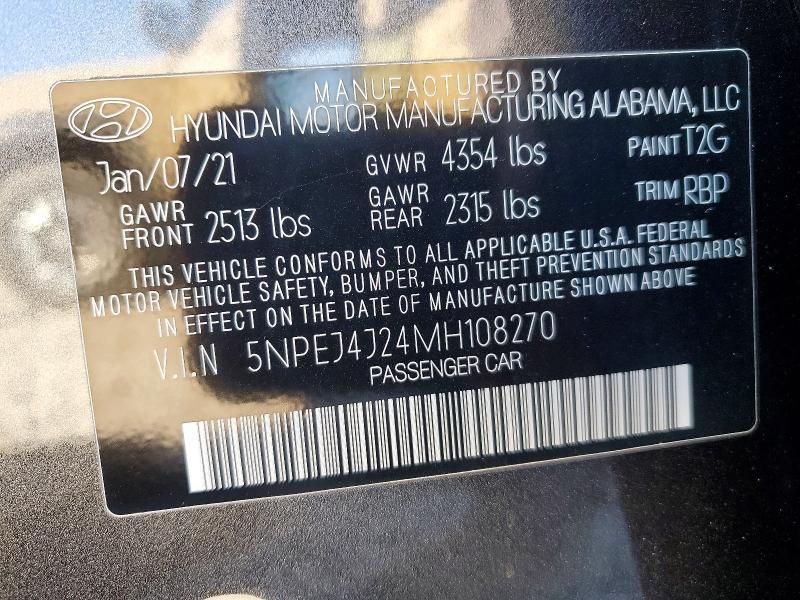 MANUFACTURED BY
HYUNDAI MOTOR MANUFACTURING ALABAMA, LLC
Jan/07/21 GVWR 4354 lbs PAINT T2G
GAWR FRONT 2513 lbs GAWR REAR 2315 lbs TRIM RBP
THIS VEHICLE CONFORMS TO ALL APPLICABLE U.S.A. FEDERAL
MOTOR VEHICLE SAFETY, BUMPER, AND THEFT PREVENTION STANDARDS
IN EFFECT ON THE DATE OF MANUFACTURE SHOWN ABOVE
V.I.N 5NPEJ4J24MH108270
PASSENGER CAR